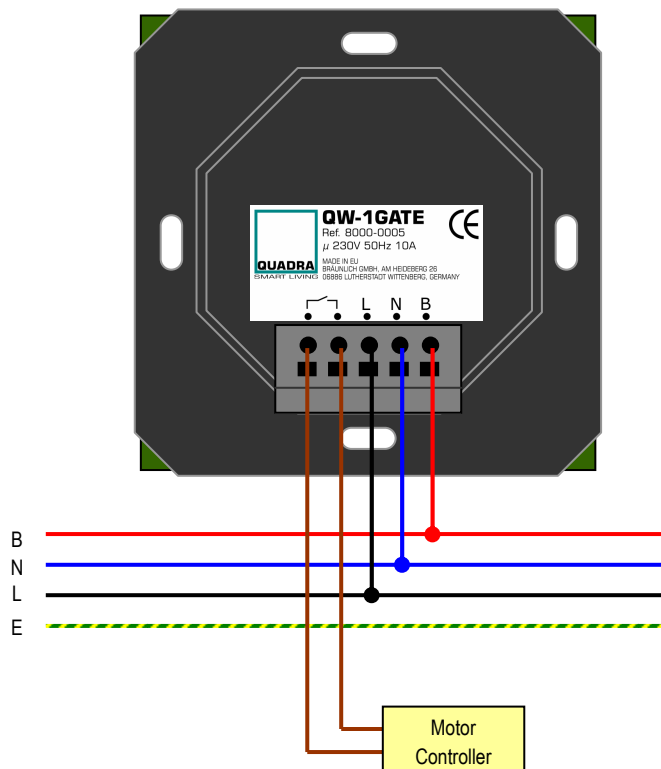 QW-1GATE
Ref. 8000-0005
µ 230V 50Hz 10A
CE
QUADRA
SMART LIVING
MADE IN EU
BRÄUNLICH GMBH, AM HEIDEBERG 26
06886 LUTHERSTADT WITTENBERG, GERMANY
L N B
B
N
L
E
Motor
Controller